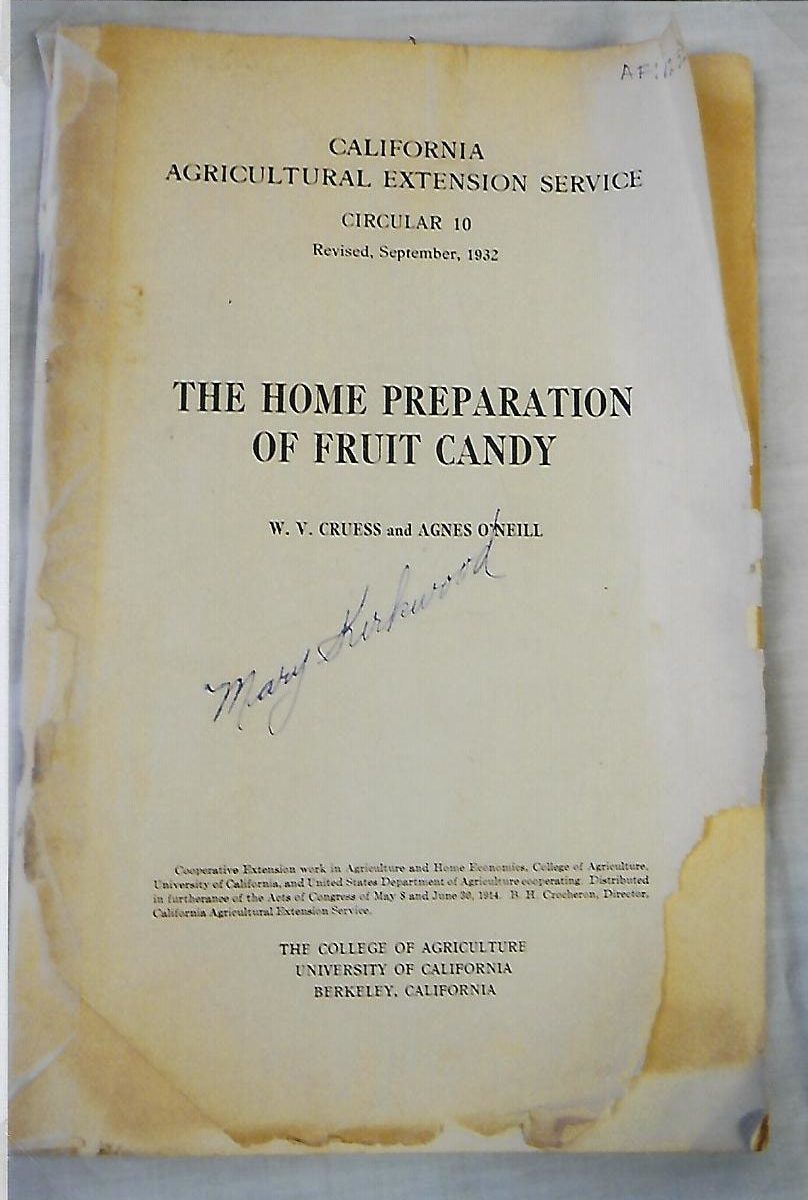 CALIFORNIA
AGRICULTURAL EXTENSION SERVICE
CIRCULAR 10
Revised, September, 1932
THE HOME PREPARATION
OF FRUIT CANDY
W. V. CRUESS and AGNES O'NEILL
Mary Kirkwood
Cooperative Extension work in Agriculture and Home Economics, College of Agriculture,
University of California, and United States Department of Agriculture cooperating. Distributed
in furtherance of the Acts of Congress of May 8 and June 30, 1914. B. H. Crocheron, Director,
California Agricultural Extension Service.
THE COLLEGE OF AGRICULTURE
UNIVERSITY OF CALIFORNIA
BERKELEY, CALIFORNIA